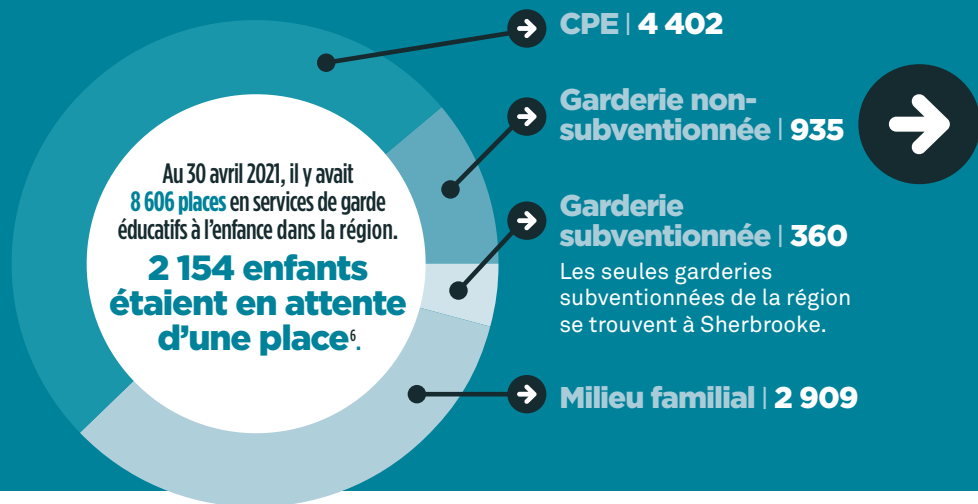 Au 30 avril 2021, il y avait
8 606 places en services de garde
éducatifs à l'enfance dans la région.
2 154 enfants
étaient en attente
d'une place⁶.
CPE | 4 402
Garderie non-
subventionnée | 935
Garderie
subventionnée | 360
Les seules garderies
subventionnées de la région
se trouvent à Sherbrooke.
Milieu familial | 2 909